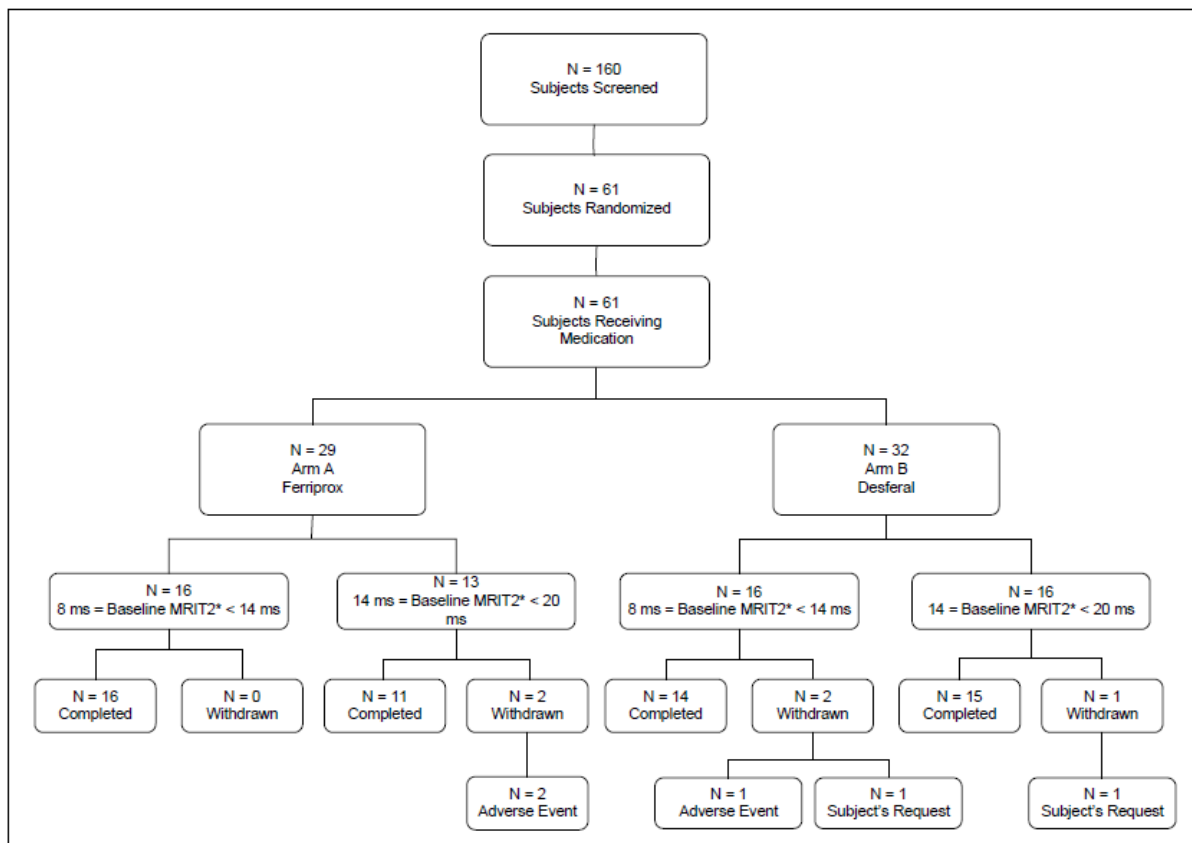 N = 160
Subjects Screened
N = 61
Subjects Randomized
N = 61
Subjects Receiving
Medication
N = 29
Arm A
Ferriprox
N = 32
Arm B
Desferal
N = 16
8 ms = Baseline MRIT2* < 14 ms
N = 13
14 ms = Baseline MRIT2* < 20
ms
N = 16
8 ms = Baseline MRIT2* < 14 ms
N = 16
14 = Baseline MRIT2* < 20 ms
N = 16
Completed
N = 0
Withdrawn
N = 11
Completed
N = 2
Withdrawn
N = 14
Completed
N = 2
Withdrawn
N = 15
Completed
N = 1
Withdrawn
N = 2
Adverse Event
N = 1
Adverse Event
N = 1
Subject's Request
N = 1
Subject's Request